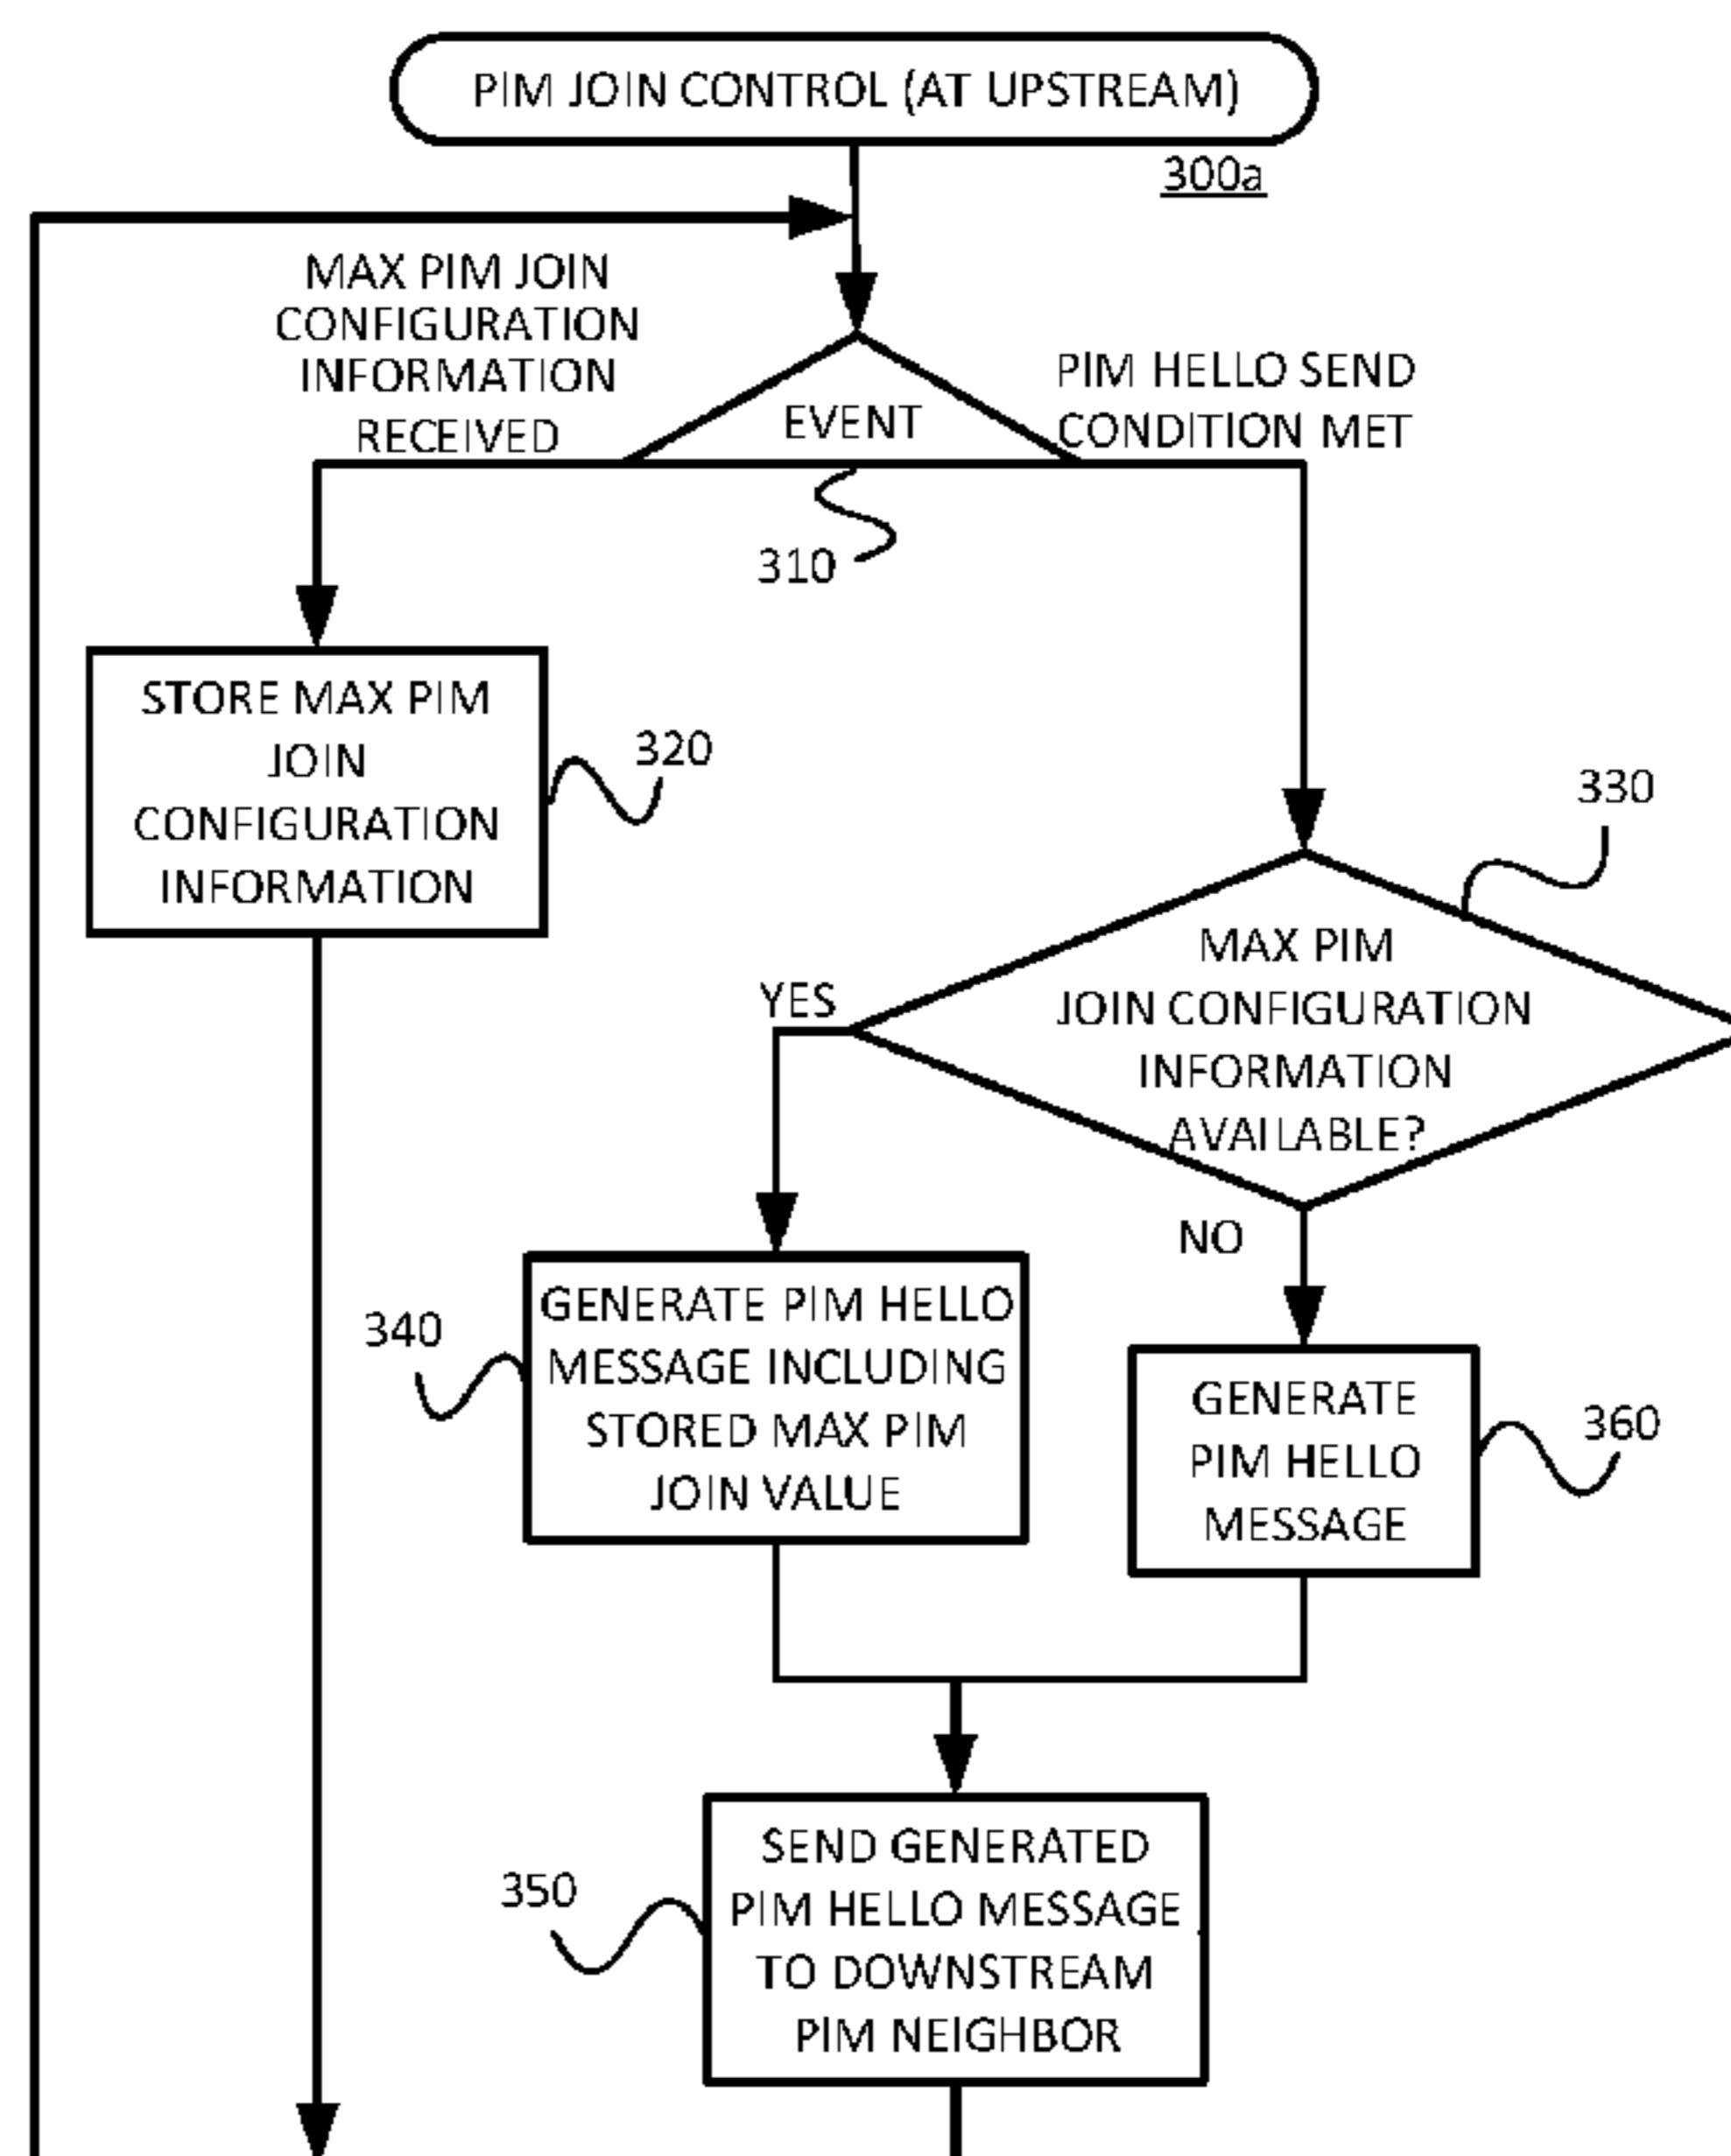 PIM JOIN CONTROL (AT UPSTREAM)
300a
MAX PIM JOIN
CONFIGURATION
INFORMATION
RECEIVED
EVENT
PIM HELLO SEND
CONDITION MET
310
STORE MAX PIM
JOIN
CONFIGURATION
INFORMATION
320
330
MAX PIM
JOIN CONFIGURATION
INFORMATION
AVAILABLE?
YES
NO
340
GENERATE PIM HELLO
MESSAGE INCLUDING
STORED MAX PIM
JOIN VALUE
GENERATE
PIM HELLO
MESSAGE
360
350
SEND GENERATED
PIM HELLO MESSAGE
TO DOWNSTREAM
PIM NEIGHBOR